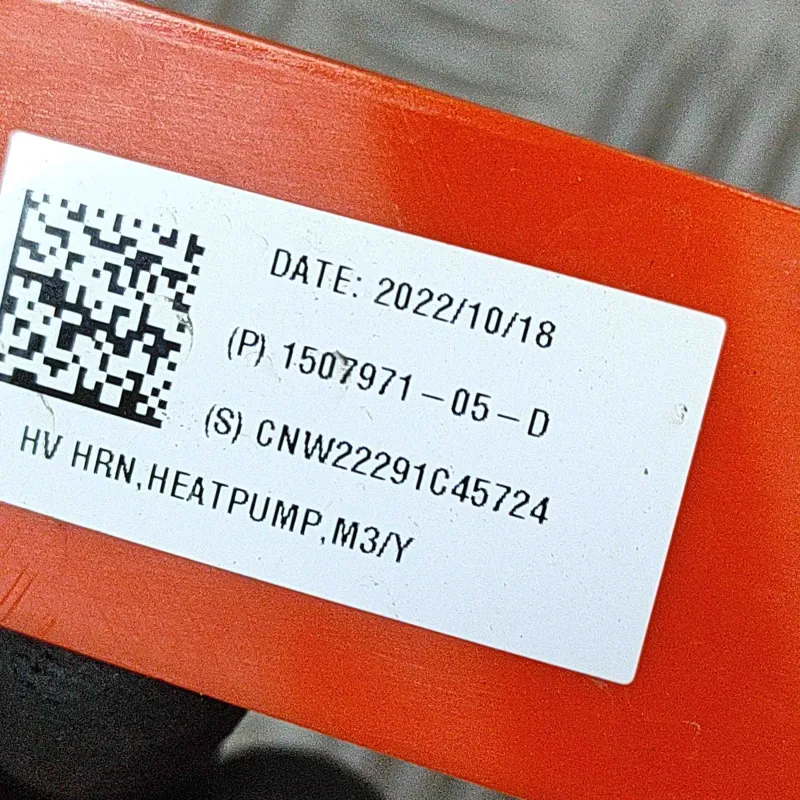 DATE: 2022/10/18
(P) 1507971-05-D
(S) CNW22291C45724
HV HRN,HEATPUMP,M3/Y